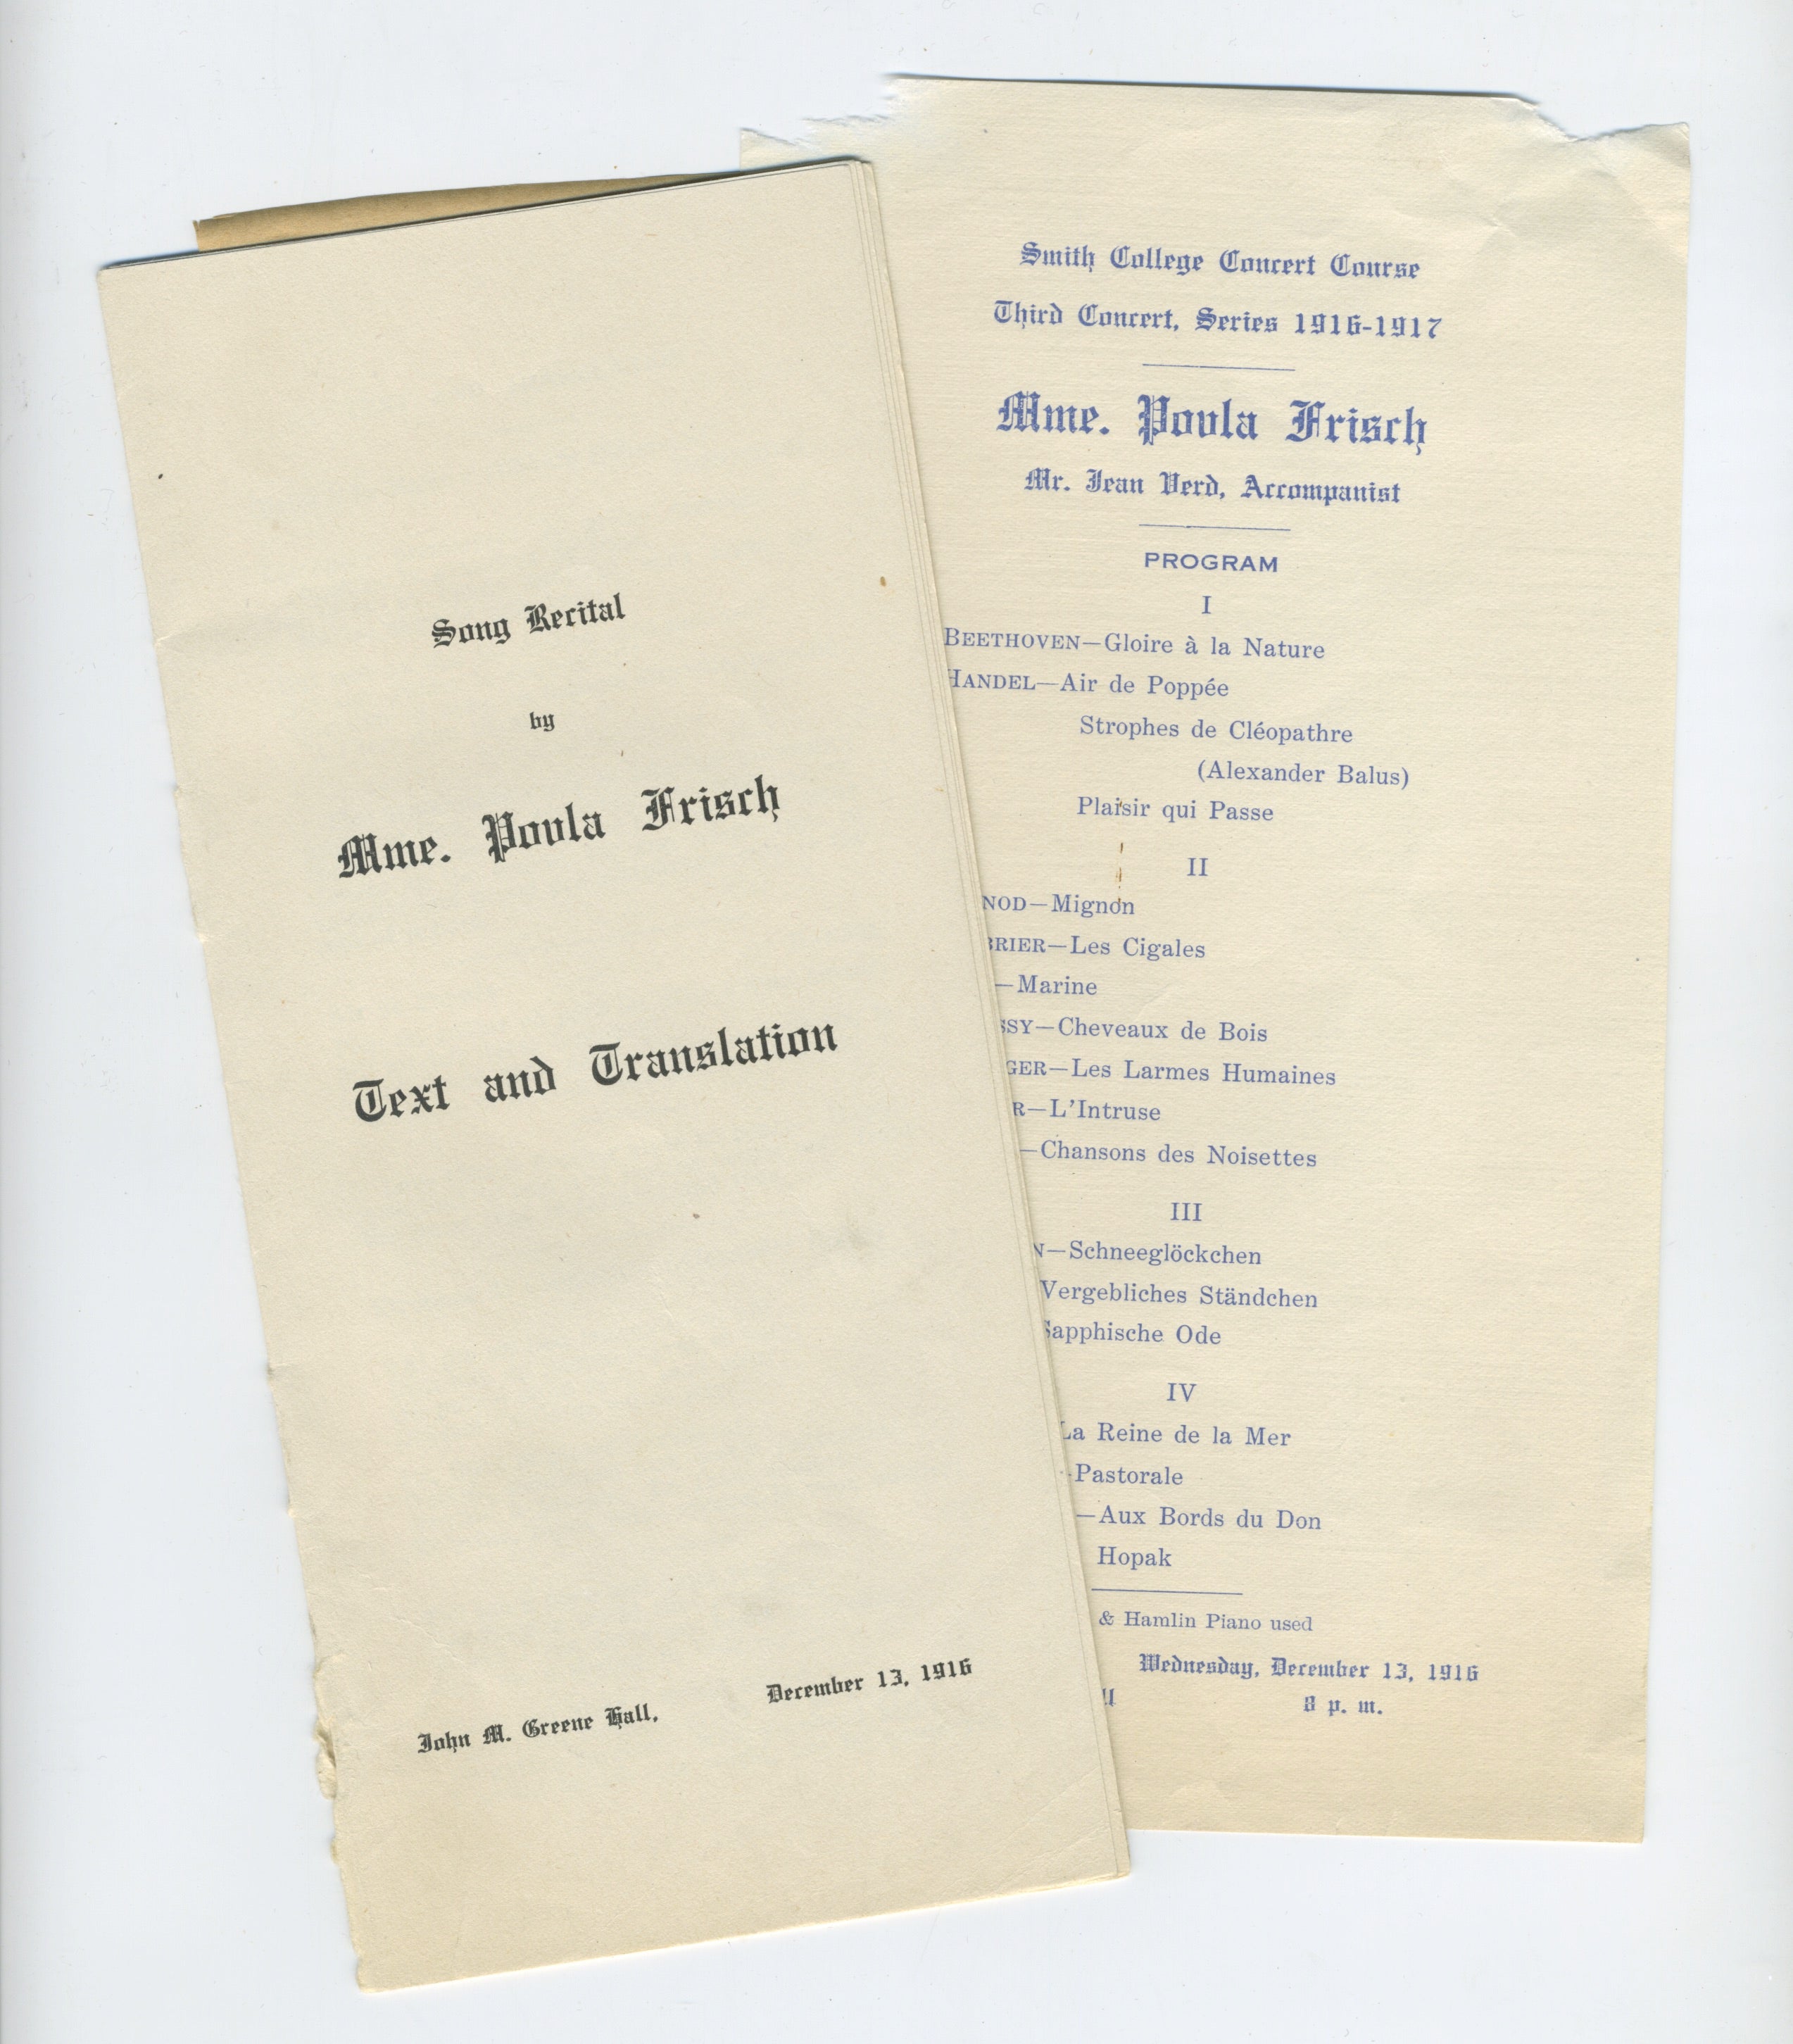 Song Recital
by
Mme. Povla Frisch
Text and Translation
John M. Greene Hall, December 13, 1916
Smith College Concert Course
Third Concert, Series 1916-1917
Mme. Povla Frisch
Mr. Jean Verd, Accompanist
PROGRAM
I
BEETHOVEN—Gloire à la Nature
HANDEL—Air de Poppée
Strophes de Cléopathre
(Alexander Balus)
Plaisir qui Passe
II
NOD—Mignon
BRIER—Les Cigales
—Marine
SSY—Cheveaux de Bois
GER—Les Larmes Humaines
R—L'Intruse
—Chansons des Noisettes
III
N—Schneeglöckchen
Vergebliches Ständchen
Sapphische Ode
IV
La Reine de la Mer
-Pastorale
—Aux Bords du Don
Hopak
& Hamlin Piano used
Wednesday, December 13, 1916
ll 8 p. m.